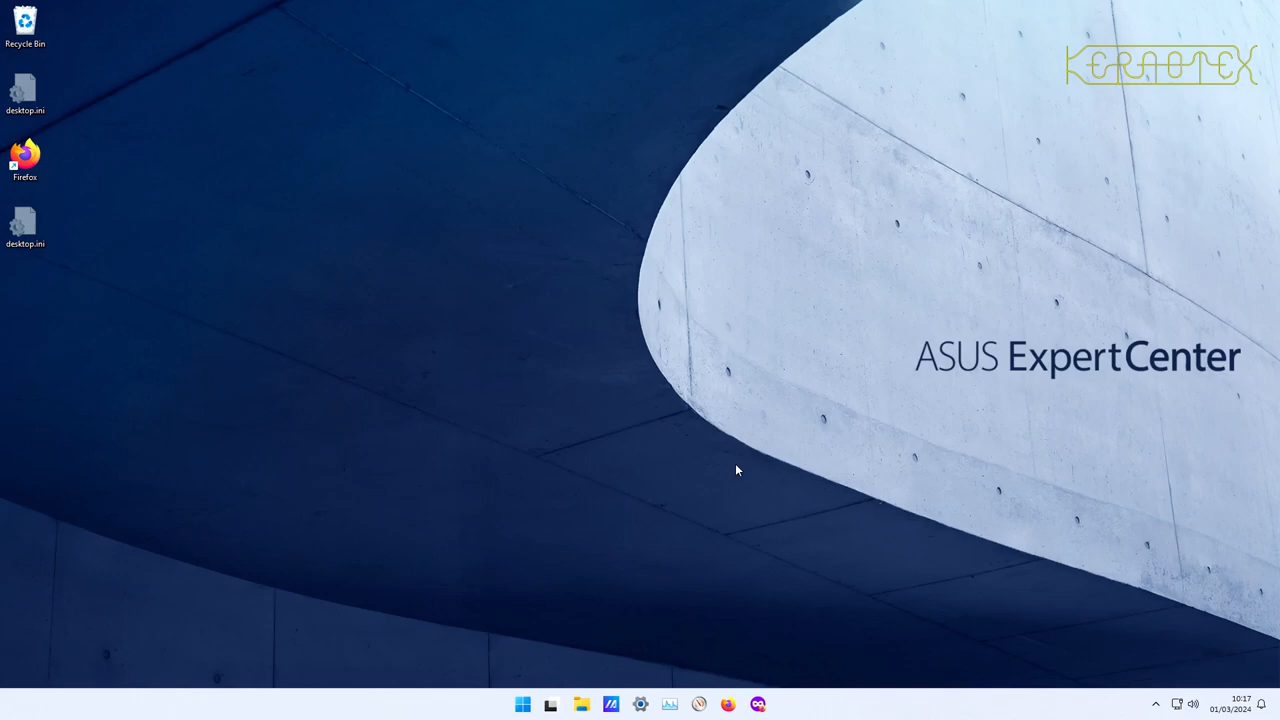 Recycle Bin
desktop.ini
Firefox
desktop.ini
KERAOTEX
ASUS ExpertCenter
10:17
01/03/2024